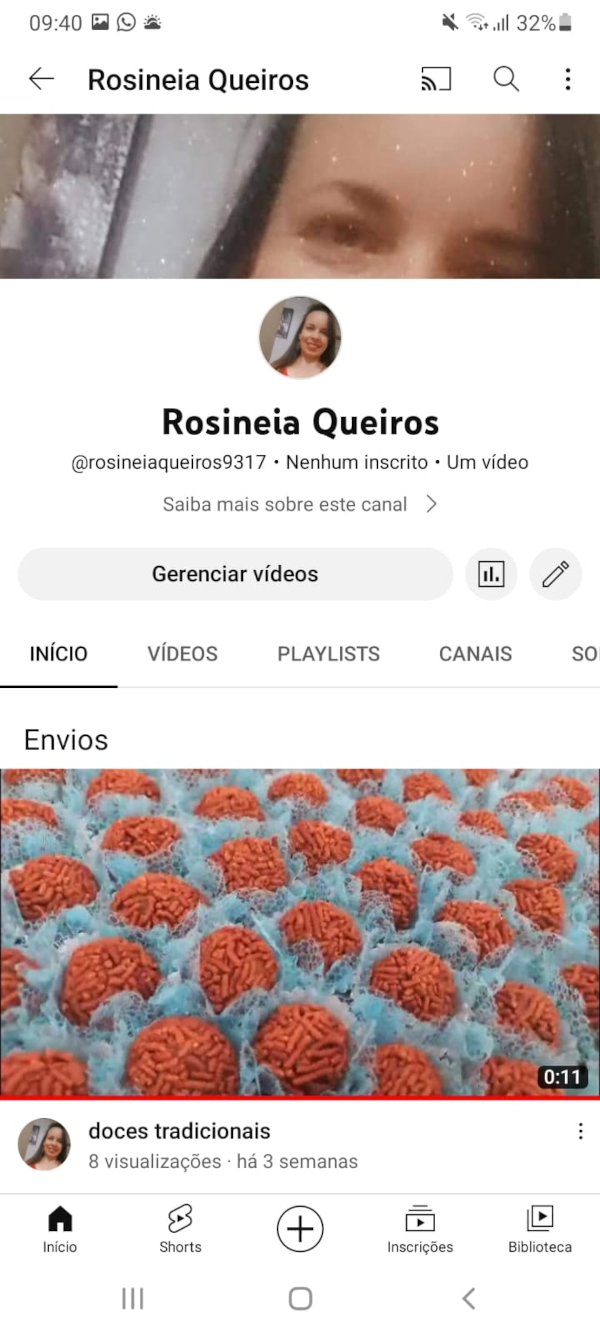 09:40 32%
Rosineia Queiros
Rosineia Queiros
@rosineiaqueiros9317 • Nenhum inscrito • Um vídeo
Saiba mais sobre este canal
Gerenciar vídeos
INÍCIO VÍDEOS PLAYLISTS CANAIS SO
Envios
0:11
doces tradicionais
8 visualizações · há 3 semanas
Início Shorts Inscrições Biblioteca